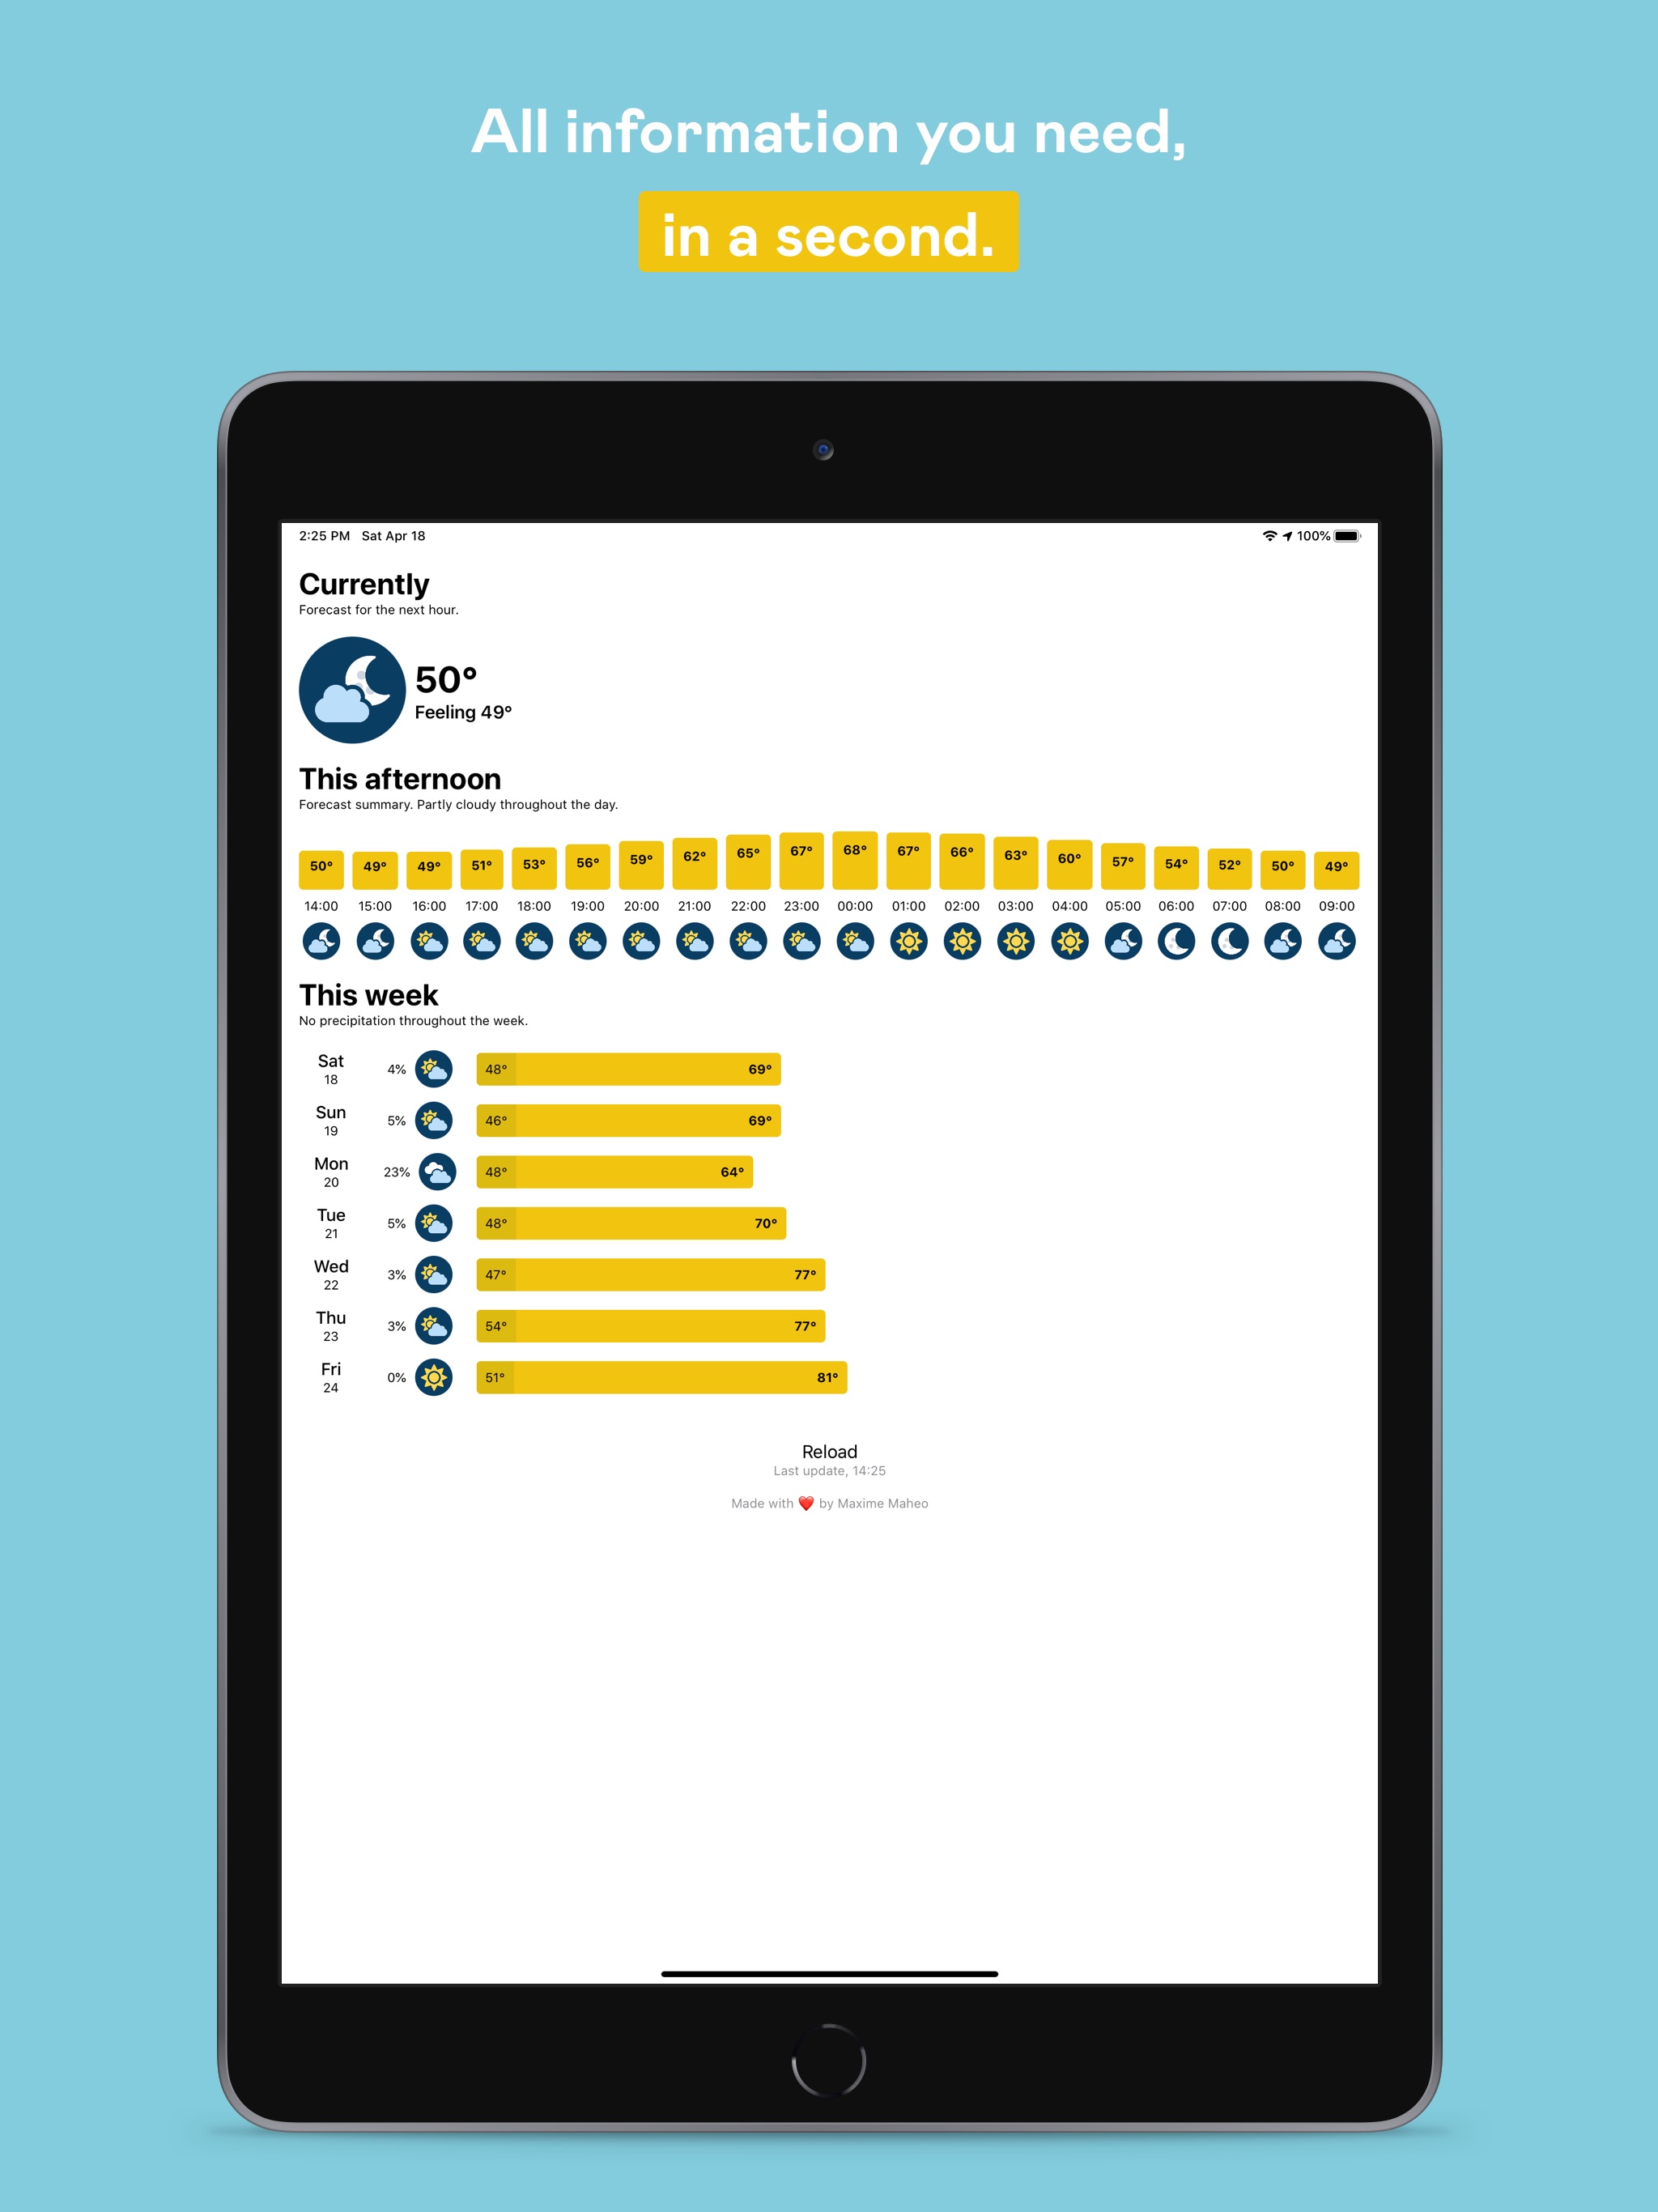 All information you need,
in a second.
2:25 PM Sat Apr 18 100%
Currently
Forecast for the next hour.
50°
Feeling 49°
This afternoon
Forecast summary. Partly cloudy throughout the day.
50° 49° 49° 51° 53° 56° 59° 62° 65° 67° 68° 67° 66° 63° 60° 57° 54° 52° 50° 49°
14:00 15:00 16:00 17:00 18:00 19:00 20:00 21:00 22:00 23:00 00:00 01:00 02:00 03:00 04:00 05:00 06:00 07:00 08:00 09:00
This week
No precipitation throughout the week.
Sat
18
4% 48° 69°
Sun
19
5% 46° 69°
Mon
20
23% 48° 64°
Tue
21
5% 48° 70°
Wed
22
3% 47° 77°
Thu
23
3% 54° 77°
Fri
24
0% 51° 81°
Reload
Last update, 14:25
Made with ❤️ by Maxime Maheo